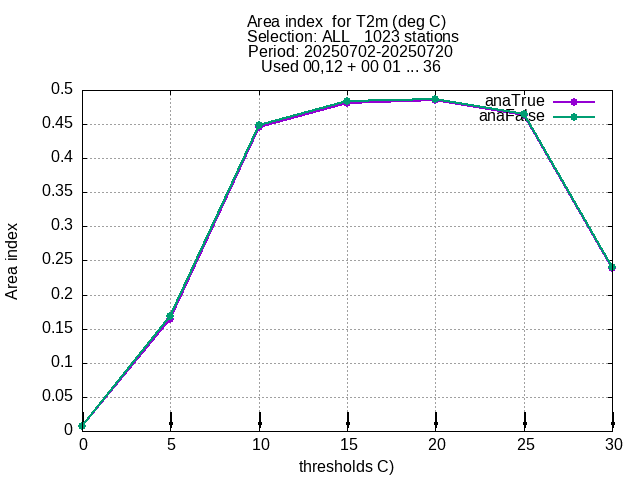 Area index  for T2m (deg C)
Selection: ALL   1023 stations
Period: 20250702-20250720
Used 00,12 + 00 01 ... 36
anaTrue
anaFalse
0.5
0.45
0.4
0.35
0.3
0.25
0.2
0.15
0.1
0.05
0
Area index
0 5 10 15 20 25 30
thresholds C)